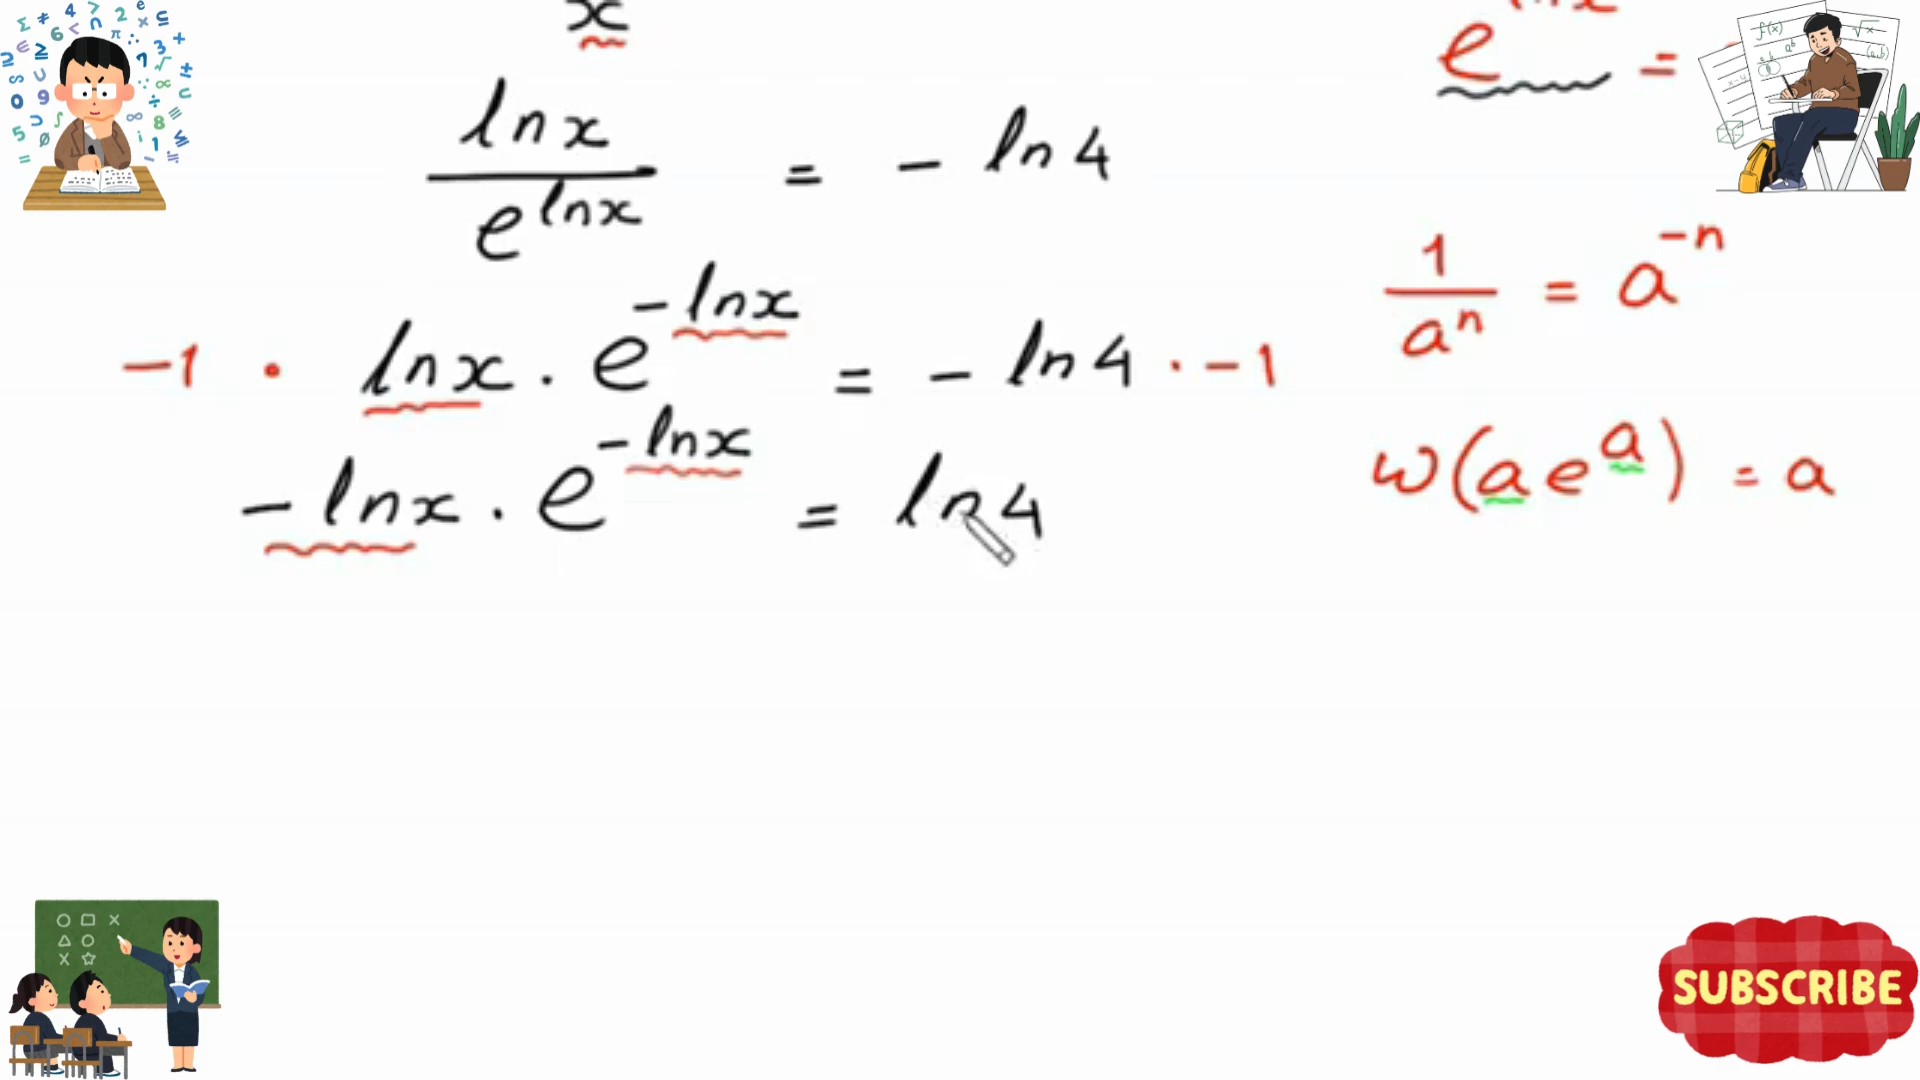 x
ln x / e^(ln x) = - ln 4
-1 · ln x · e^(-ln x) = - ln 4 · -1
-ln x · e^(-ln x) = ln 4
e =
1 / a^n = a^(-n)
w(a e^a) = a
SUBSCRIBE